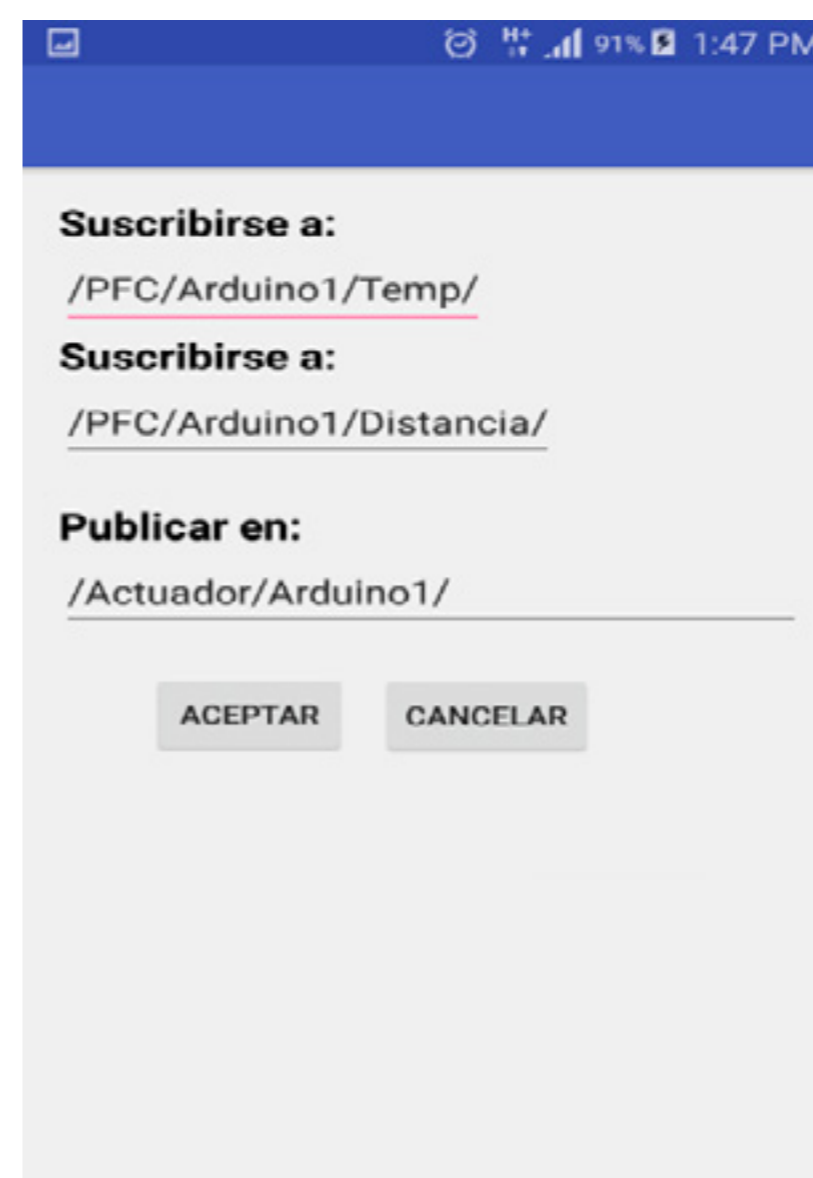 H+ 91% 1:47 PM
Suscribirse a:
/PFC/Arduino1/Temp/
Suscribirse a:
/PFC/Arduino1/Distancia/
Publicar en:
/Actuador/Arduino1/
ACEPTAR CANCELAR